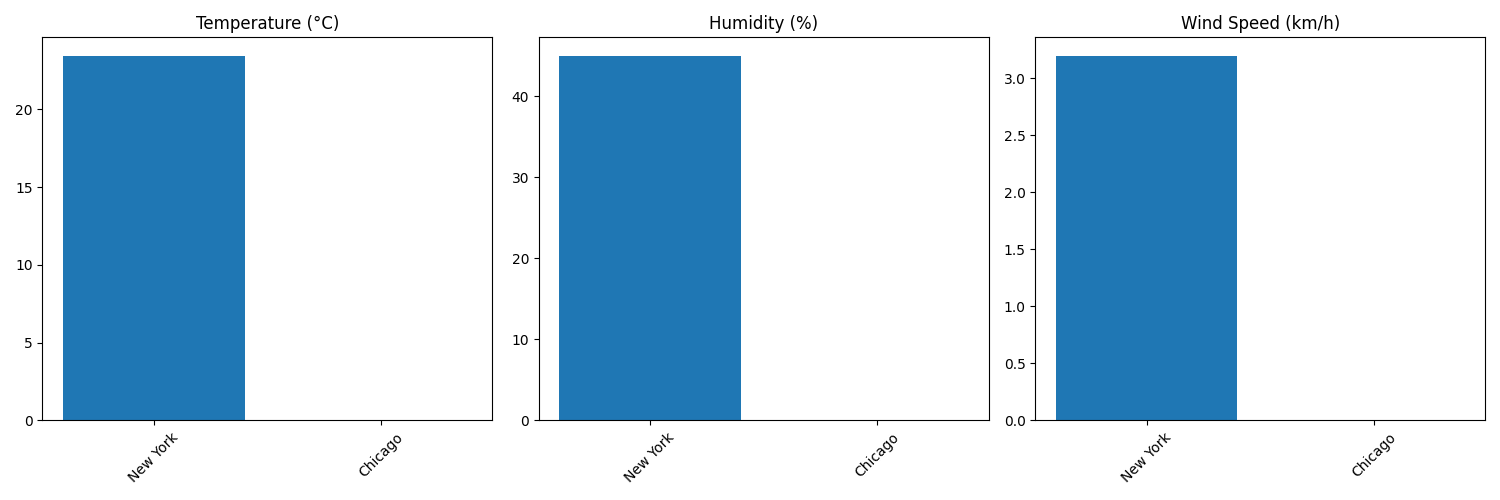 Temperature (°C)
20
15
10
5
0
New York
Chicago
Humidity (%)
40
30
20
10
0
New York
Chicago
Wind Speed (km/h)
3.0
2.5
2.0
1.5
1.0
0.5
0.0
New York
Chicago